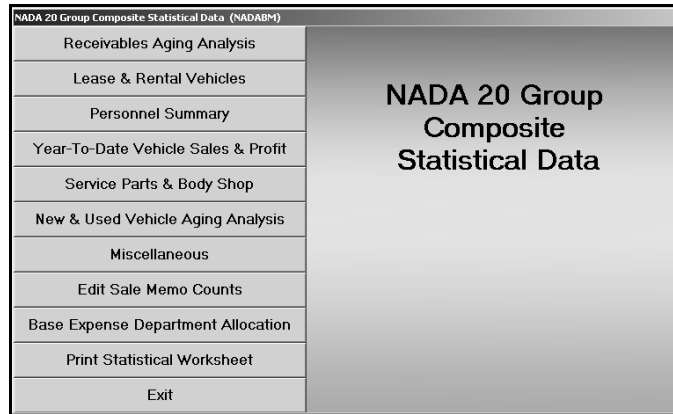 NADA 20 Group Composite Statistical Data (NADABM)
Receivables Aging Analysis
Lease & Rental Vehicles
Personnel Summary
Year-To-Date Vehicle Sales & Profit
Service Parts & Body Shop
New & Used Vehicle Aging Analysis
Miscellaneous
Edit Sale Memo Counts
Base Expense Department Allocation
Print Statistical Worksheet
Exit
NADA 20 Group
Composite
Statistical Data